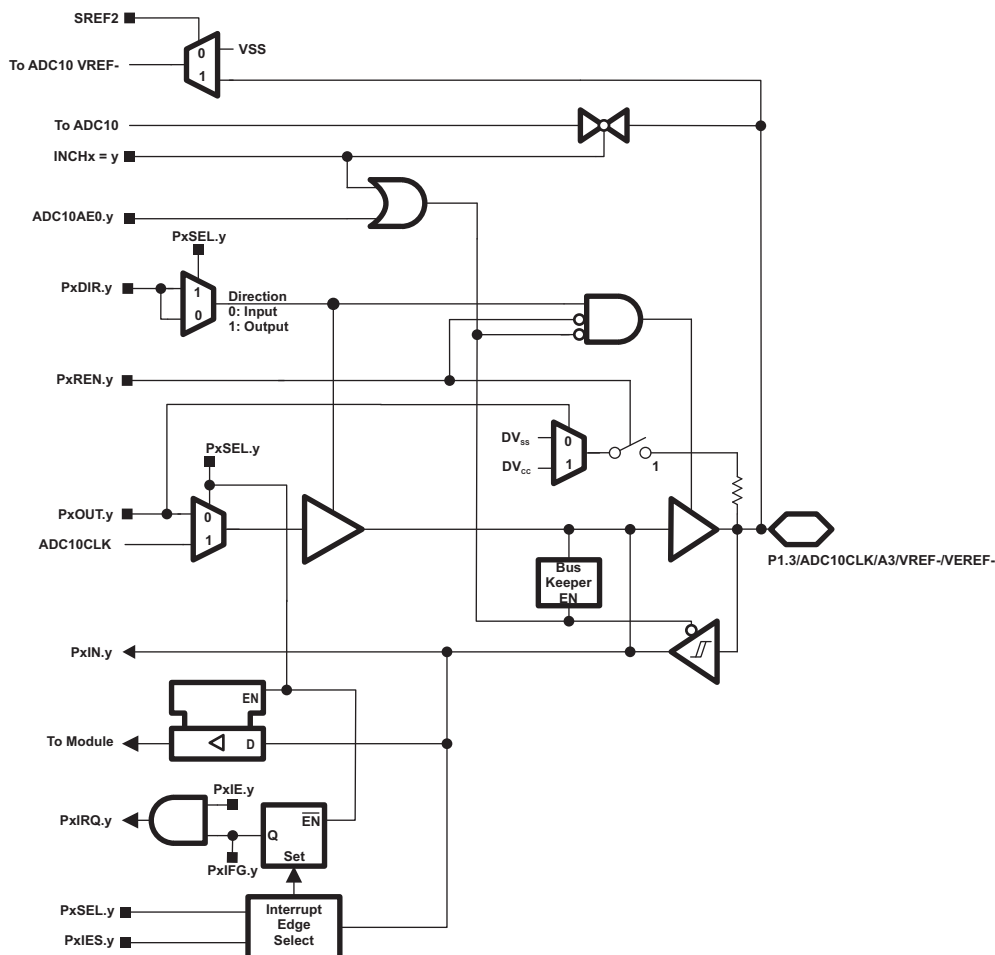 SREF2
VSS
0
To ADC10 VREF-
1
To ADC10
INCHx = y
ADC10AE0.y
PxSEL.y
PxDIR.y
1
0
Direction
0: Input
1: Output
PxREN.y
DVSS
0
DVCC
1
1
PxSEL.y
PxOUT.y
0
ADC10CLK
1
P1.3/ADC10CLK/A3/VREF-/VEREF-
Bus
Keeper
EN
PxIN.y
EN
To Module
D
PxIE.y
PxIRQ.y
EN
Q
Set
PxIFG.y
PxSEL.y
PxIES.y
Interrupt
Edge
Select